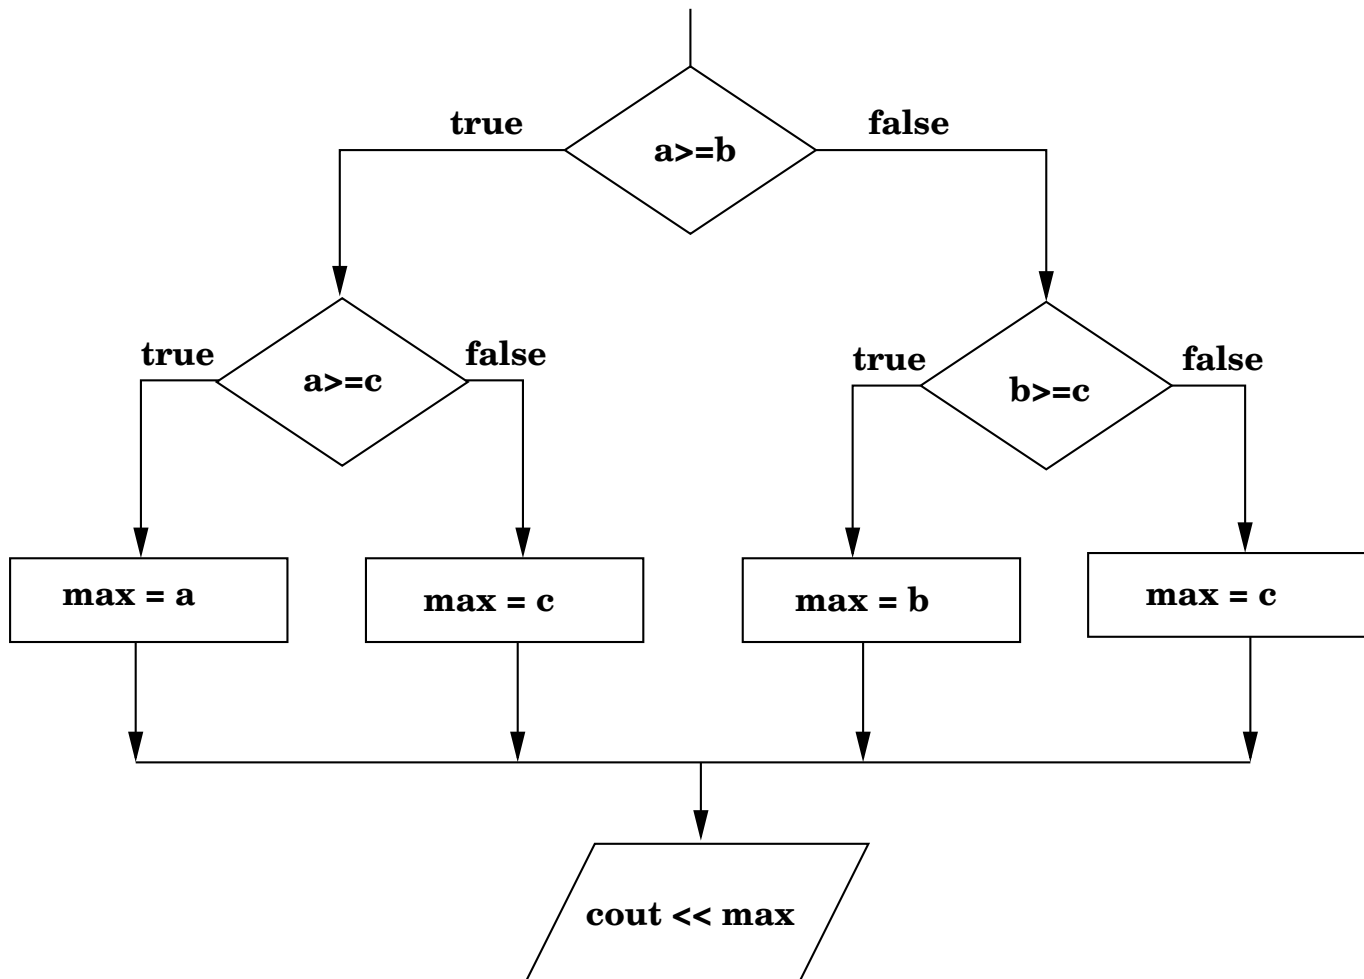 true
false
a>=b
true
false
a>=c
true
false
b>=c
max = a
max = c
max = b
max = c
cout << max